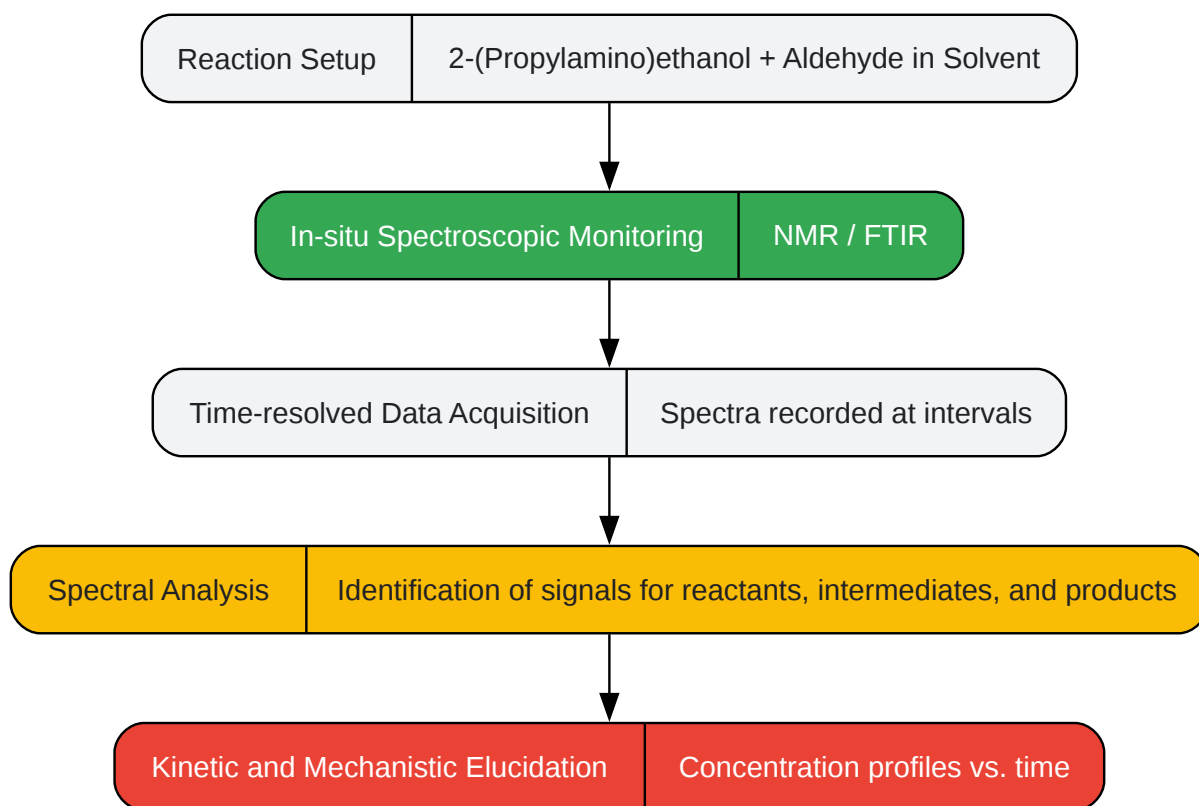 Reaction Setup
2-(Propylamino)ethanol + Aldehyde in Solvent
In-situ Spectroscopic Monitoring
NMR / FTIR
Time-resolved Data Acquisition
Spectra recorded at intervals
Spectral Analysis
Identification of signals for reactants, intermediates, and products
Kinetic and Mechanistic Elucidation
Concentration profiles vs. time